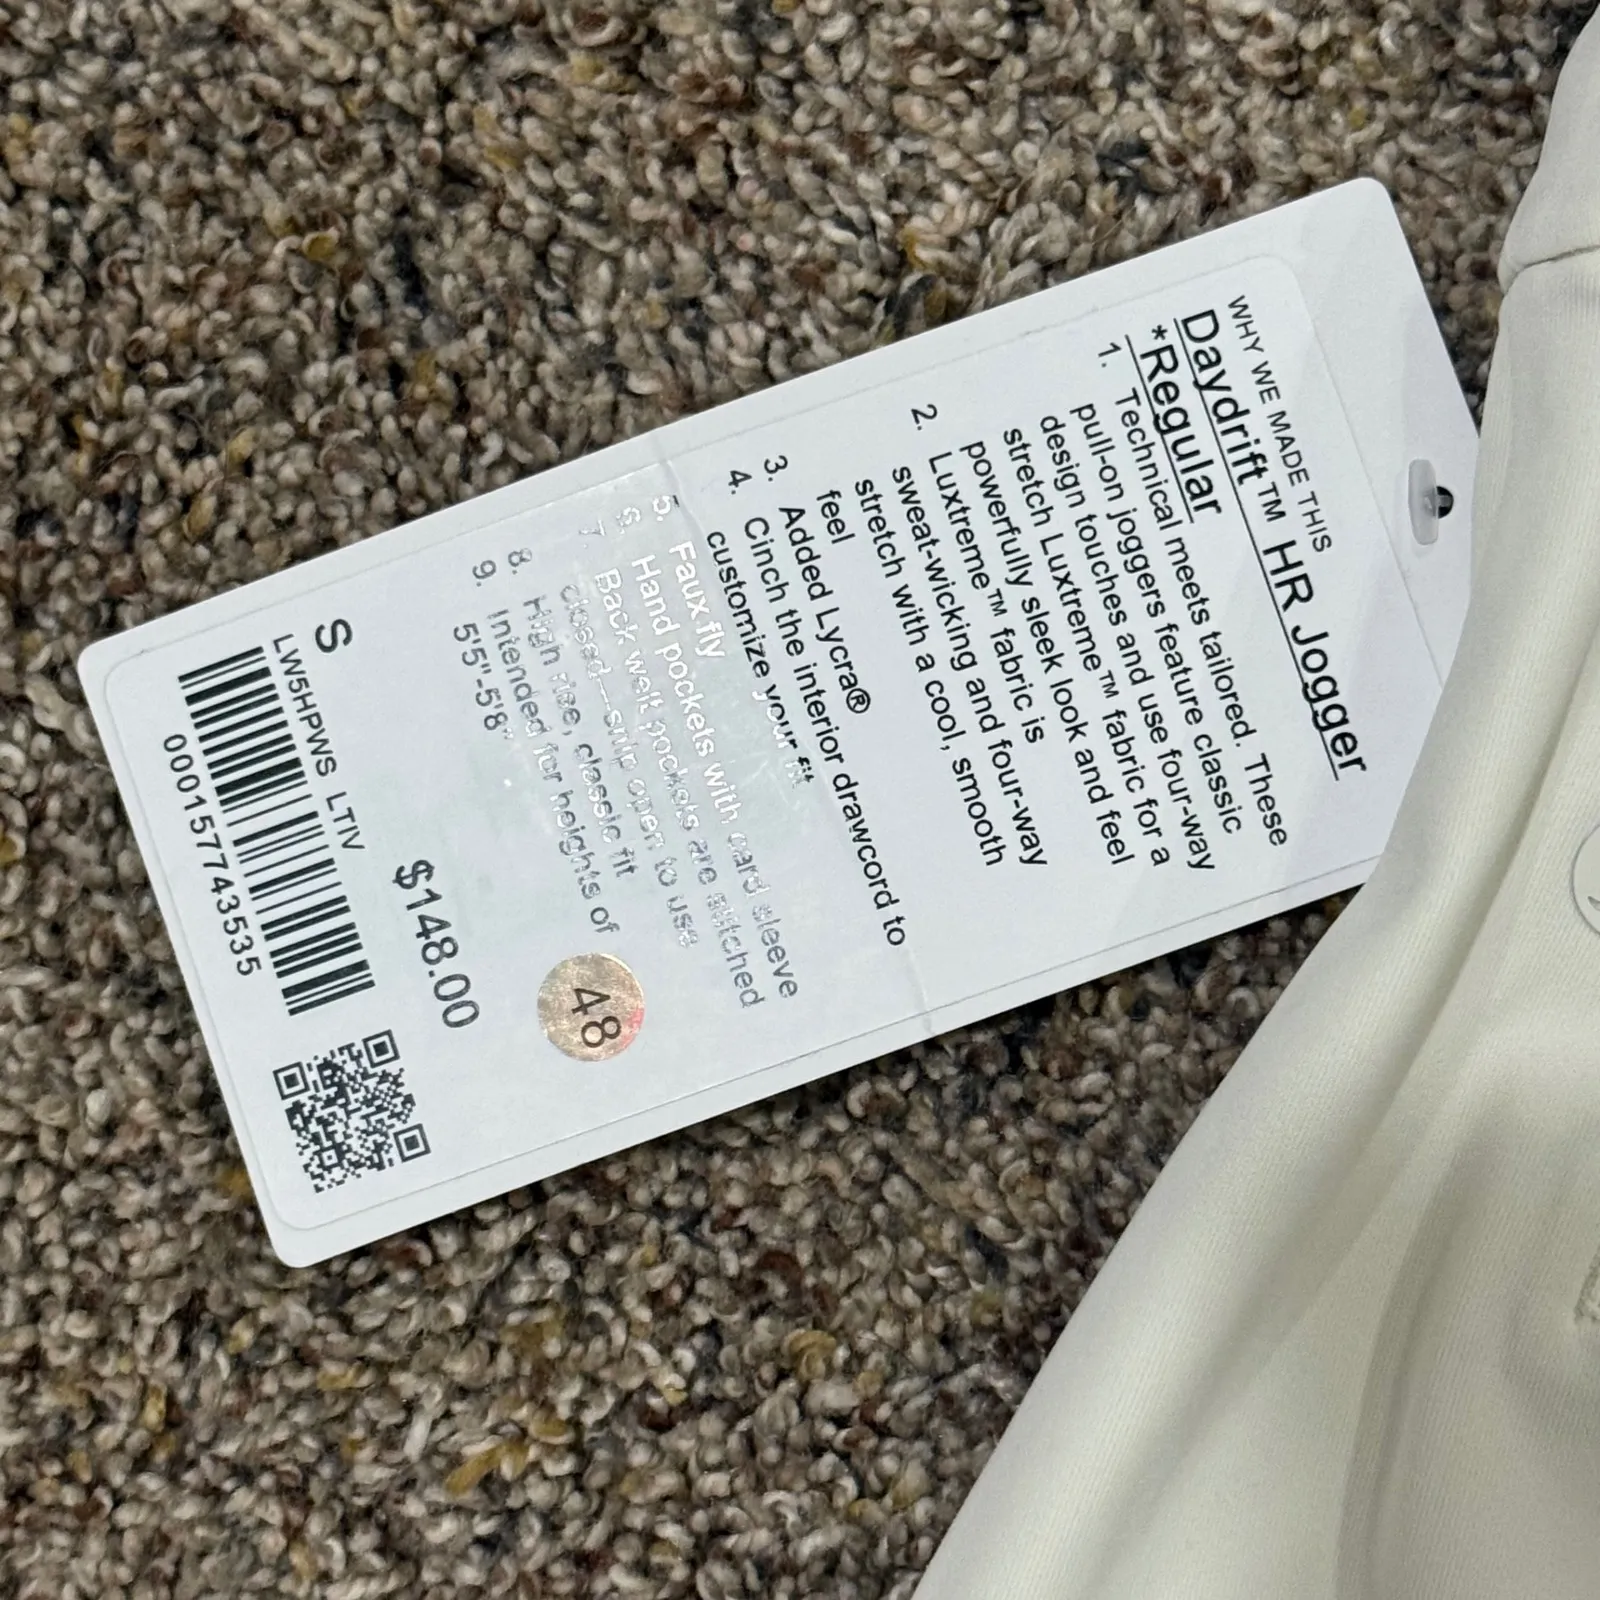 WHY WE MADE THIS
Daydrift™ HR Jogger
*Regular
1. Technical meets tailored. These
pull-on joggers feature classic
design touches and use four-way
stretch Luxtreme™ fabric for a
powerfully sleek look and feel
2. Luxtreme™ fabric is
sweat-wicking and four-way
stretch with a cool, smooth
feel
3. Added Lycra®
4. Cinch the interior drawcord to
customize your fit
5. Faux fly
6. Hand pockets with card sleeve
7. Back welt pockets are stitched
closed—snip open to use
8. High rise, classic fit
9. Intended for heights of
5'5"-5'8"
48
S
$148.00
LW5HPWS LTIV
000157743535